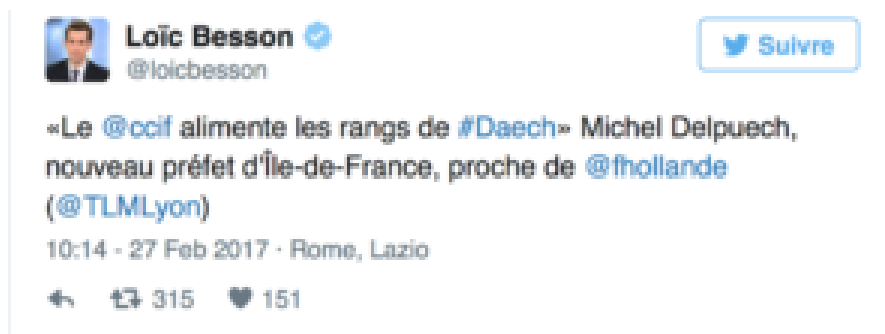 Loïc Besson
@loicbesson
Suivre
«Le @ccif alimente les rangs de #Daech» Michel Delpuech,
nouveau préfet d'Île-de-France, proche de @fhollande
(@TLMLyon)
10:14 - 27 Feb 2017 · Rome, Lazio
315 151